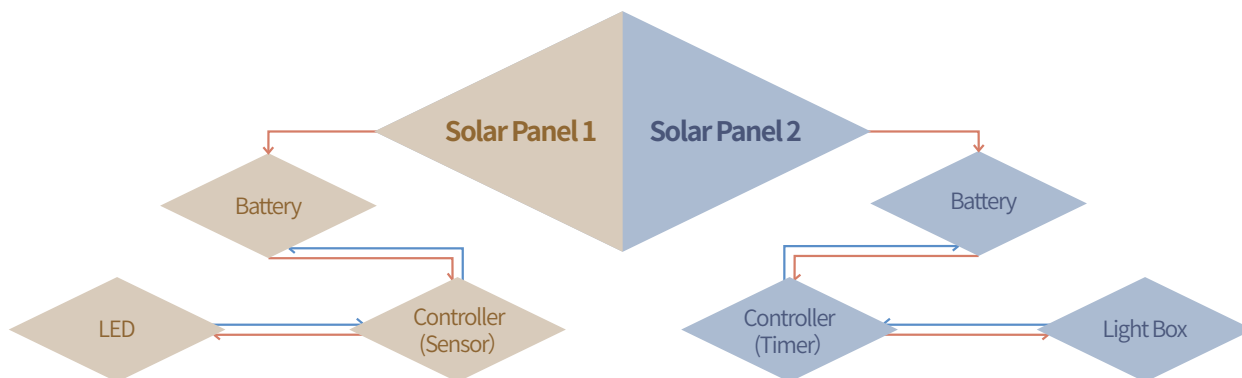 Solar Panel 1
Solar Panel 2
Battery
Battery
LED
Controller
(Sensor)
Controller
(Timer)
Light Box